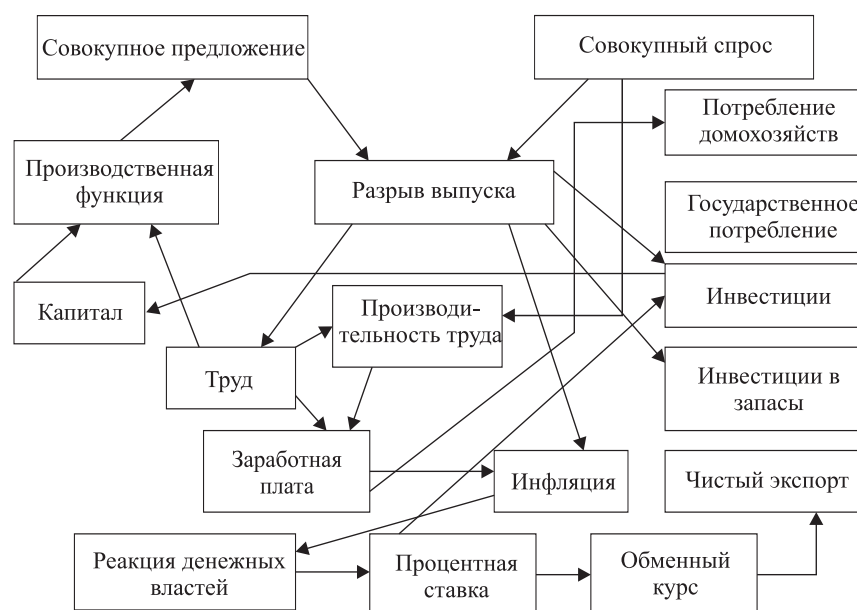 Совокупное предложение
Совокупный спрос
Потребление
домохозяйств
Производственная
функция
Разрыв выпуска
Государственное
потребление
Капитал
Производи-
тельность труда
Инвестиции
Труд
Инвестиции в
запасы
Заработная
плата
Инфляция
Чистый экспорт
Реакция денежных
властей
Процентная
ставка
Обменный
курс